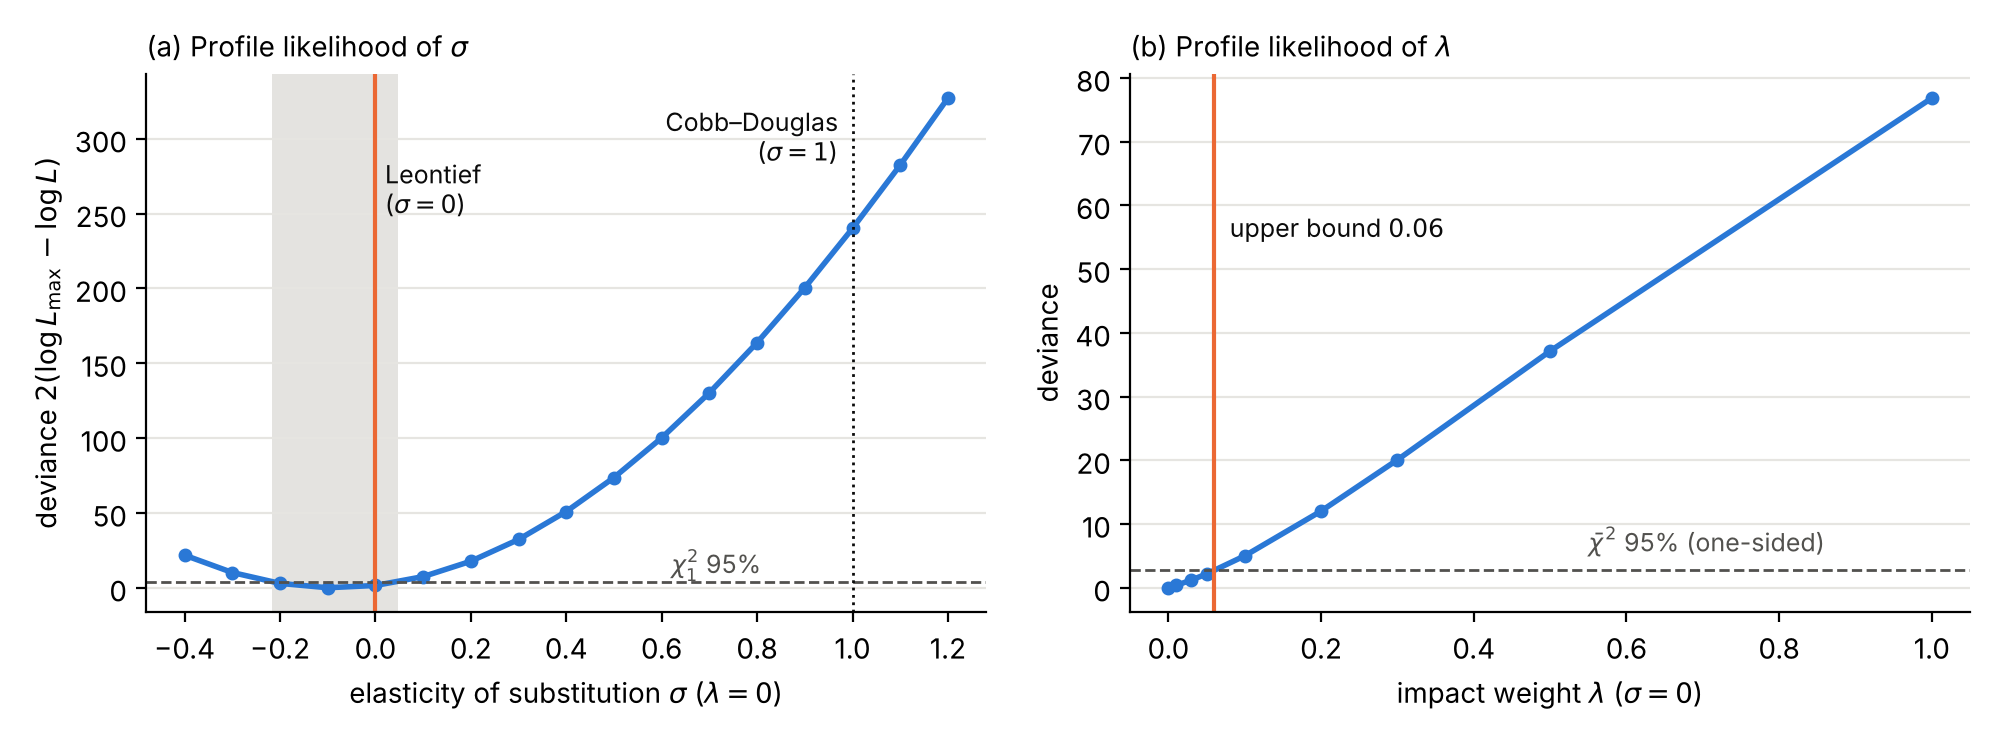 (a) Profile likelihood of σ
deviance 2(log L_max − log L)
300
250
200
150
100
50
0
Cobb–Douglas
(σ = 1)
Leontief
(σ = 0)
χ²₁ 95%
−0.4 −0.2 0.0 0.2 0.4 0.6 0.8 1.0 1.2
elasticity of substitution σ (λ = 0)
(b) Profile likelihood of λ
deviance
80
70
60
50
40
30
20
10
0
upper bound 0.06
χ̄² 95% (one-sided)
0.0 0.2 0.4 0.6 0.8 1.0
impact weight λ (σ = 0)